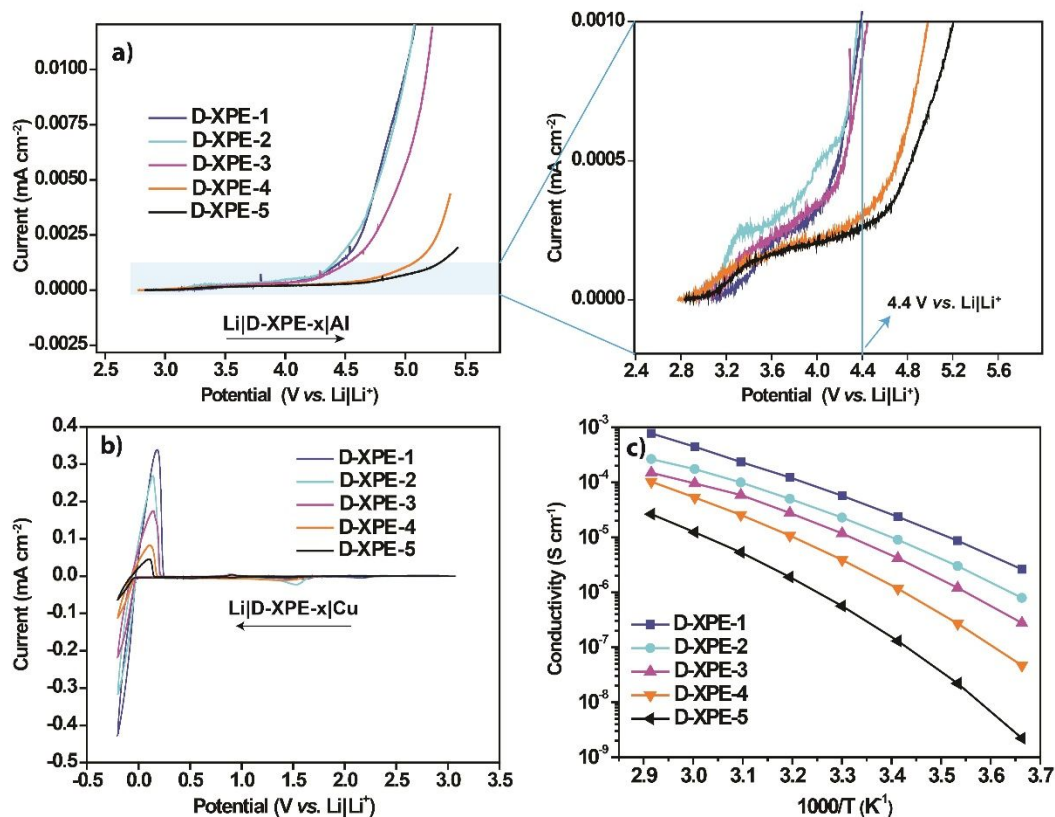 a)
0.0100
0.0075
0.0050
0.0025
0.0000
-0.0025
Current (mA cm⁻²)
D-XPE-1
D-XPE-2
D-XPE-3
D-XPE-4
D-XPE-5
Li|D-XPE-x|Al
2.5 3.0 3.5 4.0 4.5 5.0 5.5
Potential (V vs. Li|Li⁺)
0.0010
0.0005
0.0000
Current (mA cm⁻²)
4.4 V vs. Li|Li⁺
2.4 2.8 3.2 3.6 4.0 4.4 4.8 5.2 5.6
Potential (V vs. Li|Li⁺)
b)
0.4
0.3
0.2
0.1
0.0
-0.1
-0.2
-0.3
-0.4
-0.5
Current (mA cm⁻²)
D-XPE-1
D-XPE-2
D-XPE-3
D-XPE-4
D-XPE-5
Li|D-XPE-x|Cu
-0.5 0.0 0.5 1.0 1.5 2.0 2.5 3.0 3.5
Potential (V vs. Li|Li⁺)
c)
10⁻³
10⁻⁴
10⁻⁵
10⁻⁶
10⁻⁷
10⁻⁸
10⁻⁹
Conductivity (S cm⁻¹)
D-XPE-1
D-XPE-2
D-XPE-3
D-XPE-4
D-XPE-5
2.9 3.0 3.1 3.2 3.3 3.4 3.5 3.6 3.7
1000/T (K⁻¹)